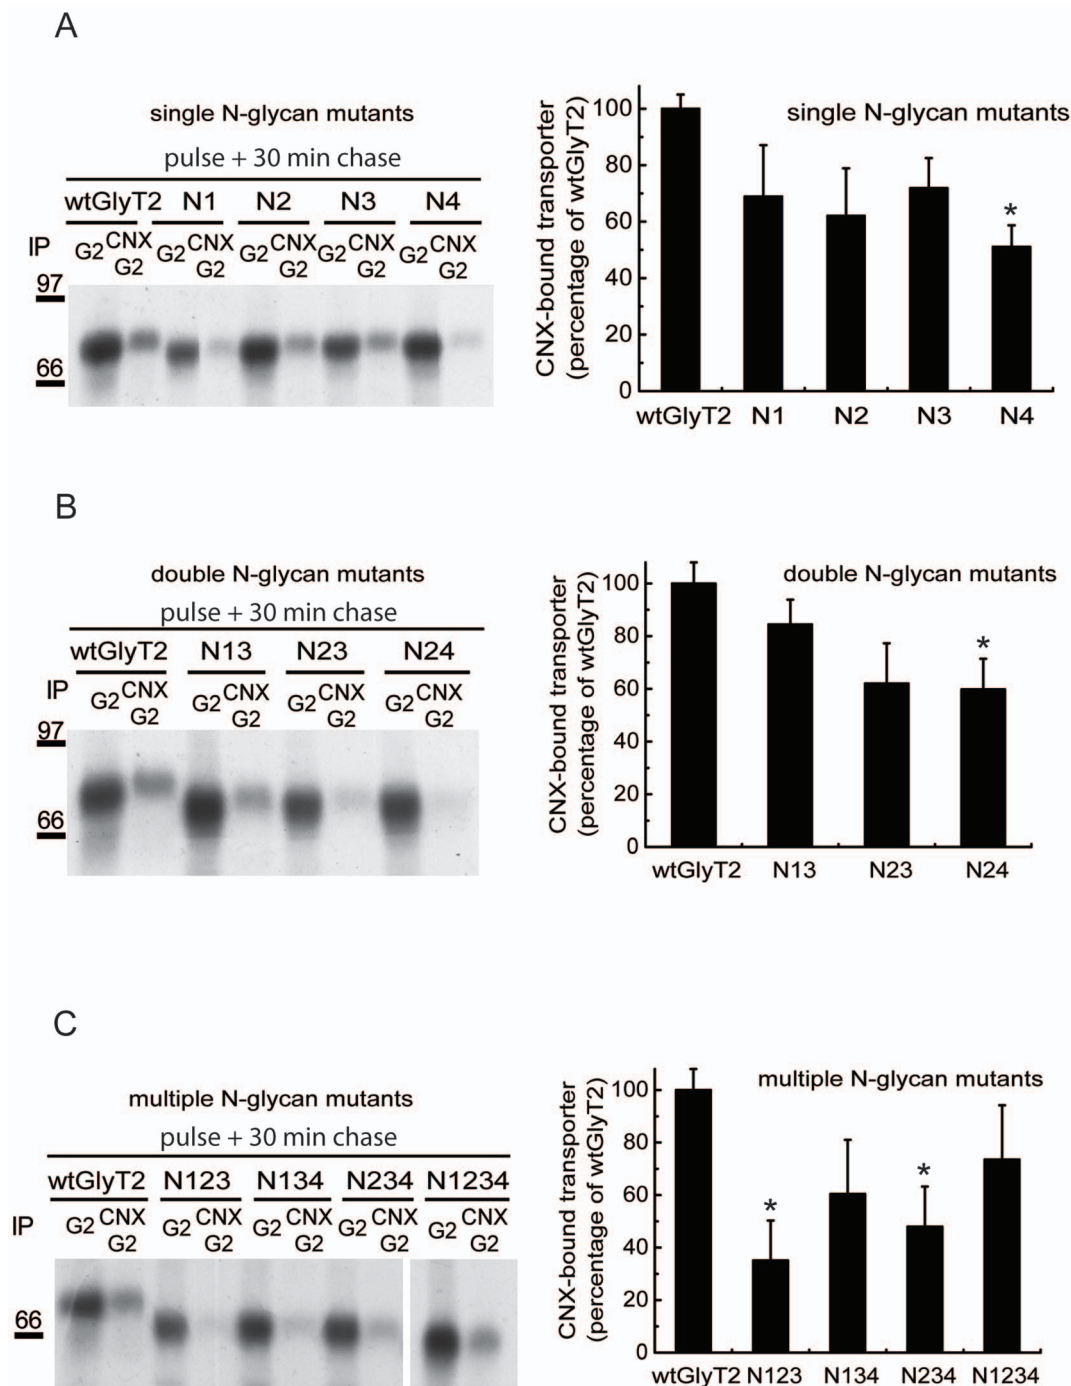 A
single N-glycan mutants
pulse + 30 min chase
wtGlyT2 N1 N2 N3 N4
IP G2 CNX G2 G2 CNX G2 G2 CNX G2 G2 CNX G2 G2 CNX G2
97
66
CNX-bound transporter
(percentage of wtGlyT2)
single N-glycan mutants
100
80
60
40
20
0
*
wtGlyT2 N1 N2 N3 N4
B
double N-glycan mutants
pulse + 30 min chase
wtGlyT2 N13 N23 N24
IP G2 CNX G2 G2 CNX G2 G2 CNX G2 G2 CNX G2
97
66
CNX-bound transporter
(percentage of wtGlyT2)
double N-glycan mutants
100
80
60
40
20
0
*
wtGlyT2 N13 N23 N24
C
multiple N-glycan mutants
pulse + 30 min chase
wtGlyT2 N123 N134 N234 N1234
IP G2 CNX G2 G2 CNX G2 G2 CNX G2 G2 CNX G2 G2 CNX G2
66
CNX-bound transporter
(percentage of wtGlyT2)
multiple N-glycan mutants
100
80
60
40
20
0
* *
wtGlyT2 N123 N134 N234 N1234